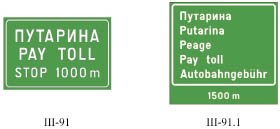 ПУТАРИНА
PAY TOLL
STOP 1000 m
III-91
Путарина
Putarina
Peage
Pay toll
Autobahngebühr
1500 m
III-91.1